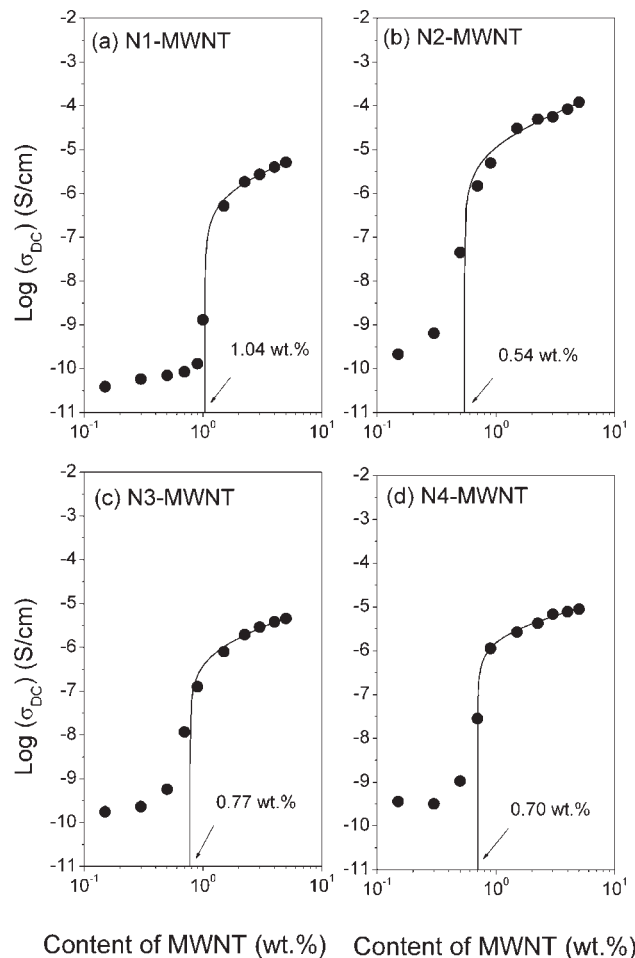 (a) N1-MWNT
-2
-3
-4
-5
-6
-7
-8
-9
-10
-11
Log (σDC) (S/cm)
1.04 wt.%
10⁻¹ 10⁰ 10¹
(b) N2-MWNT
-2
-3
-4
-5
-6
-7
-8
-9
-10
-11
0.54 wt.%
10⁻¹ 10⁰ 10¹
(c) N3-MWNT
-2
-3
-4
-5
-6
-7
-8
-9
-10
-11
Log (σDC) (S/cm)
0.77 wt.%
10⁻¹ 10⁰ 10¹
Content of MWNT (wt.%)
(d) N4-MWNT
-2
-3
-4
-5
-6
-7
-8
-9
-10
-11
0.70 wt.%
10⁻¹ 10⁰ 10¹
Content of MWNT (wt.%)